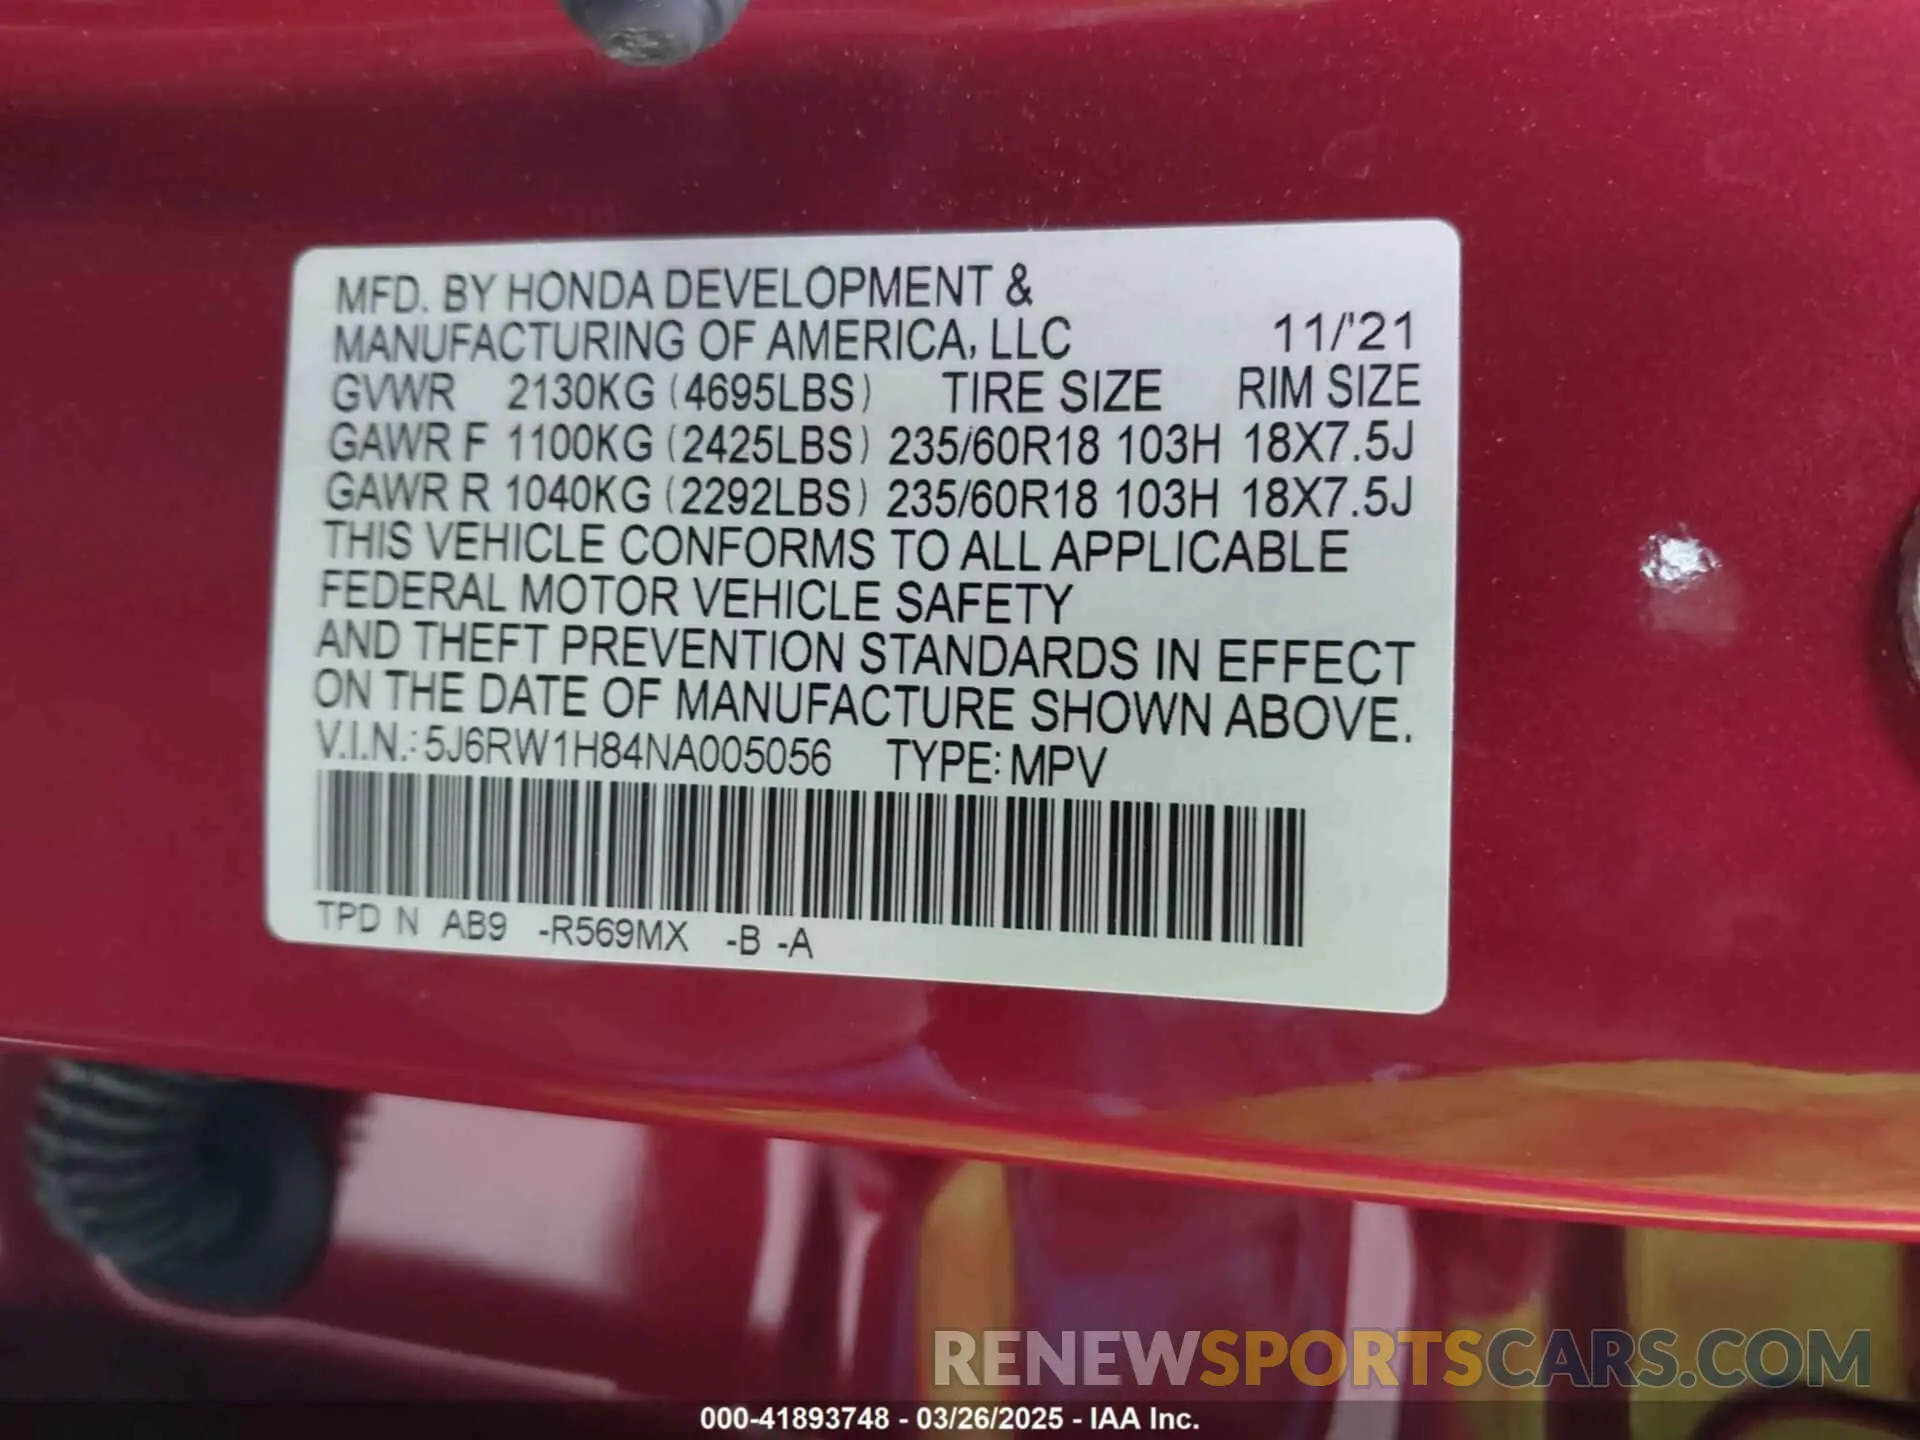 MFD. BY HONDA DEVELOPMENT &
MANUFACTURING OF AMERICA, LLC 11/'21
GVWR 2130KG (4695LBS) TIRE SIZE RIM SIZE
GAWR F 1100KG (2425LBS) 235/60R18 103H 18X7.5J
GAWR R 1040KG (2292LBS) 235/60R18 103H 18X7.5J
THIS VEHICLE CONFORMS TO ALL APPLICABLE
FEDERAL MOTOR VEHICLE SAFETY
AND THEFT PREVENTION STANDARDS IN EFFECT
ON THE DATE OF MANUFACTURE SHOWN ABOVE.
V.I.N.: 5J6RW1H84NA005056 TYPE: MPV
TPD N AB9 -R569MX -B -A
RENEWSPORTSCARS.COM
000-41893748 - 03/26/2025 - IAA Inc.